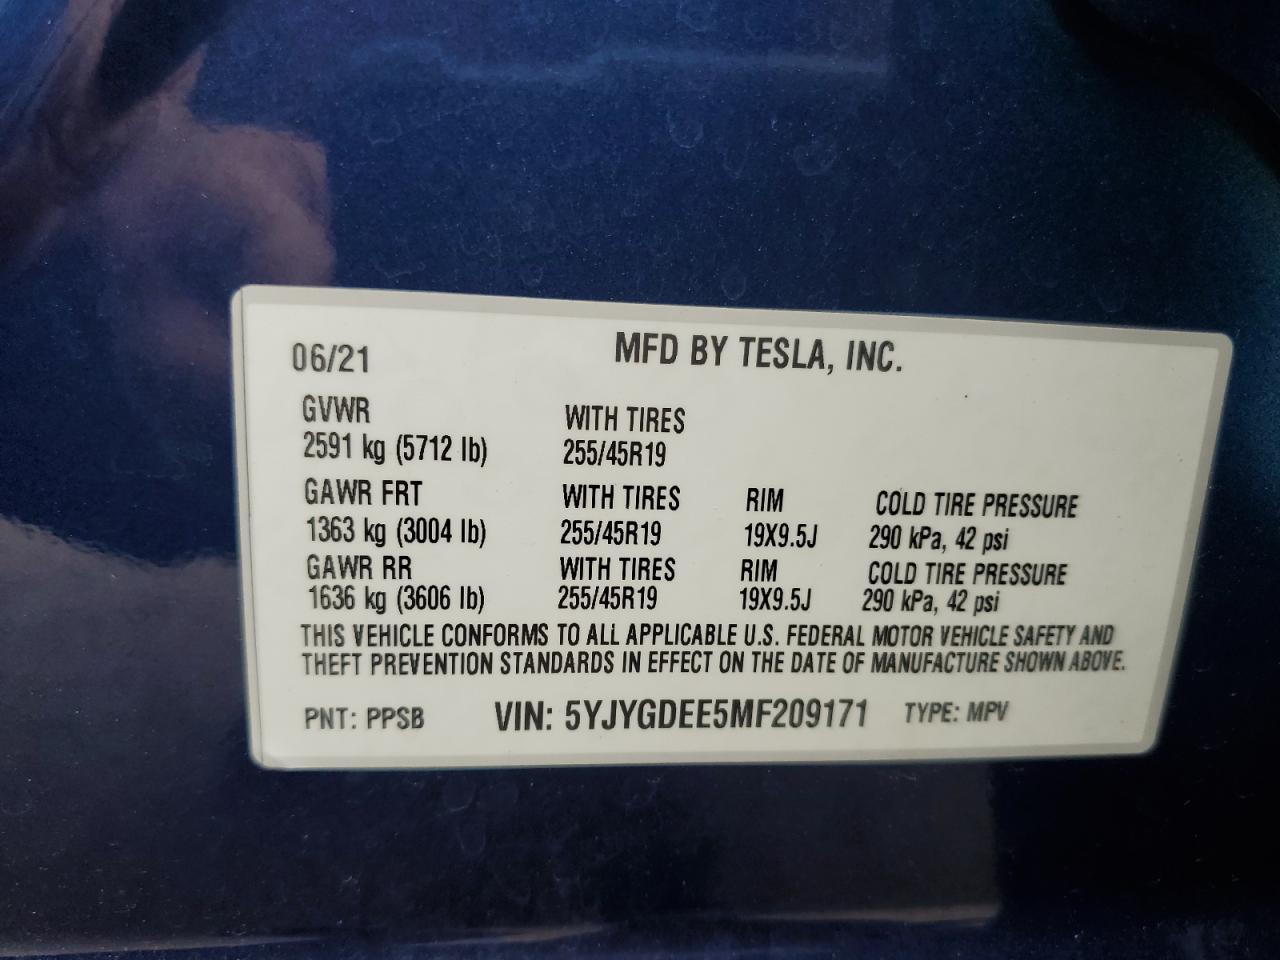 06/21 MFD BY TESLA, INC.
GVWR WITH TIRES
2591 kg (5712 lb) 255/45R19
GAWR FRT WITH TIRES RIM COLD TIRE PRESSURE
1363 kg (3004 lb) 255/45R19 19X9.5J 290 kPa, 42 psi
GAWR RR WITH TIRES RIM COLD TIRE PRESSURE
1636 kg (3606 lb) 255/45R19 19X9.5J 290 kPa, 42 psi
THIS VEHICLE CONFORMS TO ALL APPLICABLE U.S. FEDERAL MOTOR VEHICLE SAFETY AND
THEFT PREVENTION STANDARDS IN EFFECT ON THE DATE OF MANUFACTURE SHOWN ABOVE.
PNT: PPSB VIN: 5YJYGDEE5MF209171 TYPE: MPV